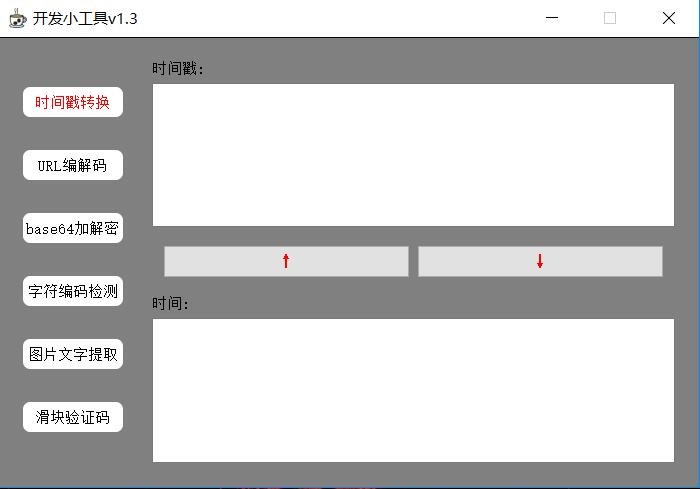 开发小工具v1.3
时间戳转换
URL编解码
base64加解密
字符编码检测
图片文字提取
滑块验证码
时间戳：
↑
↓
时间：